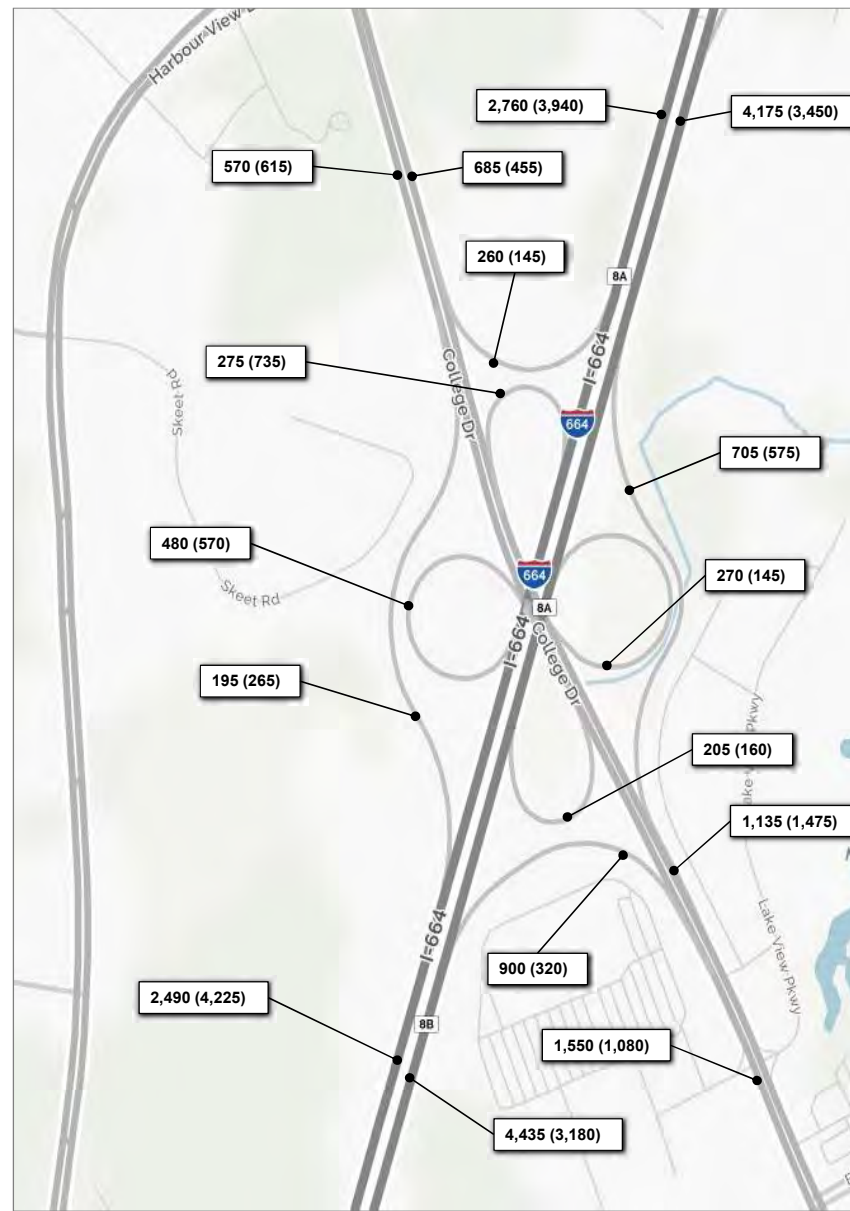 Harbour View
2,760 (3,940)
4,175 (3,450)
570 (615)
685 (455)
260 (145)
8A
I-664
275 (735)
College Dr
Skeet Rd
664
705 (575)
480 (570)
664
270 (145)
8A
Skeet Rd
I-664
College Dr
195 (265)
Pkwy
205 (160)
1,135 (1,475)
Lake View Pkwy
I-664
900 (320)
2,490 (4,225)
8B
1,550 (1,080)
4,435 (3,180)